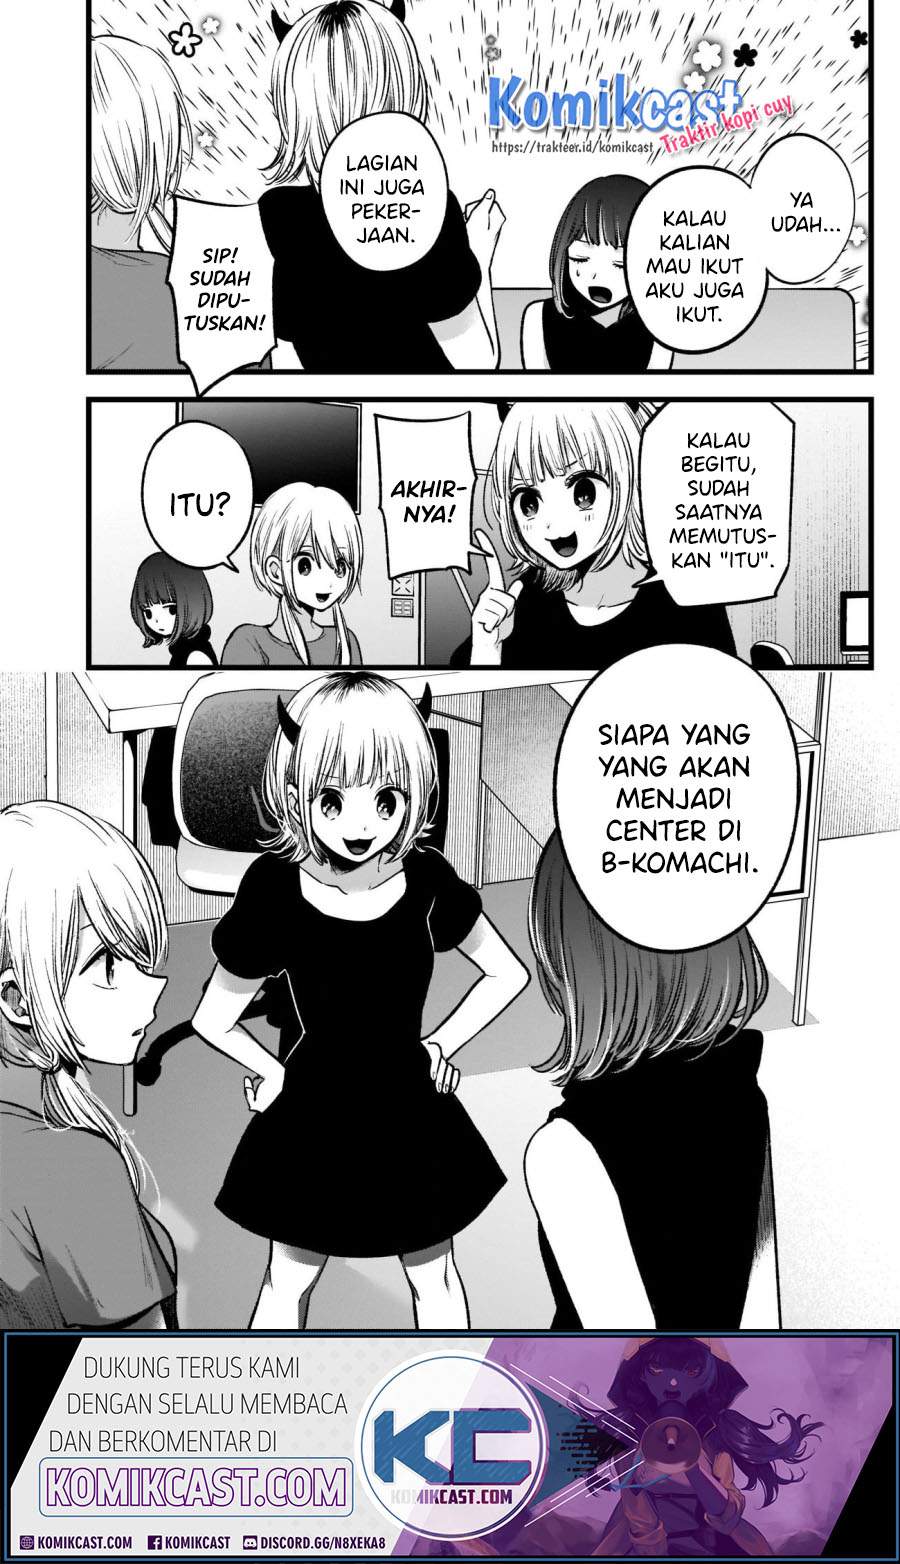 Komikcast
Traktir kopi cuy
https://trakteer.id/komikcast
YA
UDAH...
KALAU
KALIAN
MAU IKUT
AKU JUGA
IKUT.
LAGIAN
INI JUGA
PEKER-
JAAN.
SIP!
SUDAH
DIPU-
TUSKAN!
KALAU
BEGITU,
SUDAH
SAATNYA
MEMUTUS-
KAN "ITU".
AKHIR-
NYA!
ITU?
SIAPA YANG
YANG AKAN
MENJADI
CENTER DI
B-KOMACHI.
DUKUNG TERUS KAMI
DENGAN SELALU MEMBACA
DAN BERKOMENTAR DI
KOMIKCAST.COM
KOMIKCAST.COM
KOMIKCAST
DISCORD.GG/N8XEKA8
KC
KOMIKCAST.COM